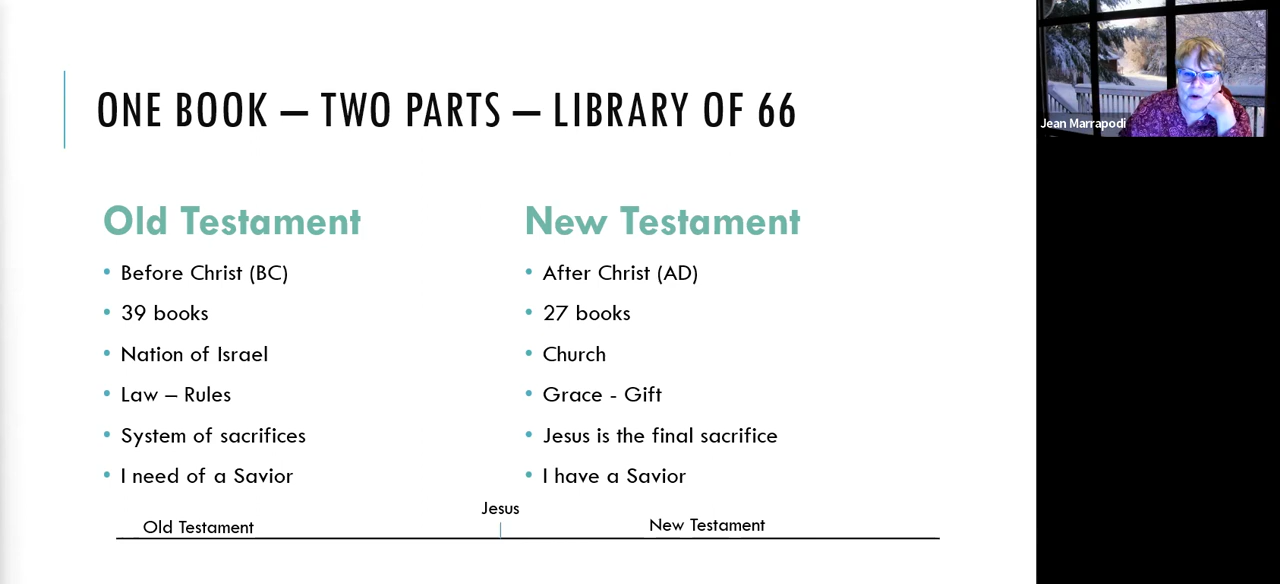 ONE BOOK – TWO PARTS – LIBRARY OF 66
Old Testament
• Before Christ (BC)
• 39 books
• Nation of Israel
• Law – Rules
• System of sacrifices
• I need of a Savior
New Testament
• After Christ (AD)
• 27 books
• Church
• Grace - Gift
• Jesus is the final sacrifice
• I have a Savior
Jesus
Old Testament
New Testament
Jean Marrapodi